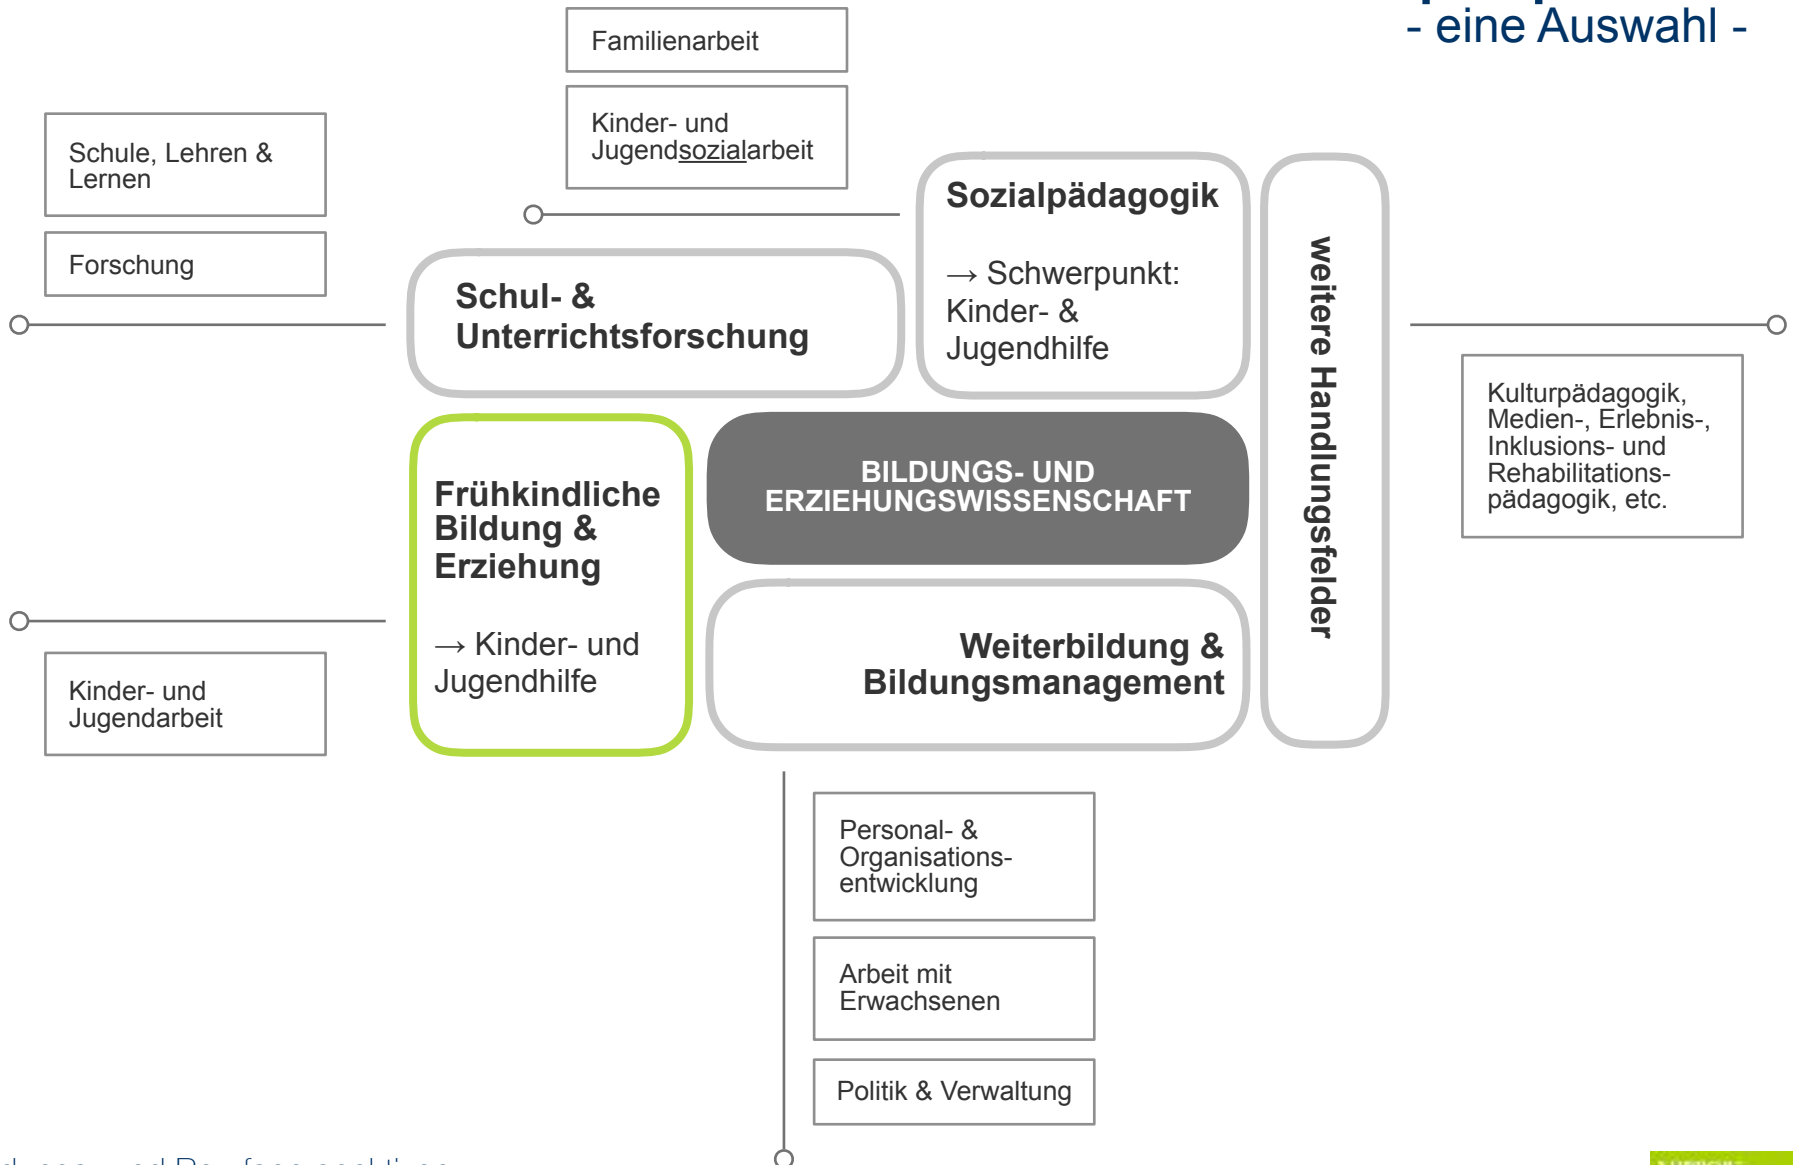 - eine Auswahl -
Familienarbeit
Kinder- und
Jugendsozialarbeit
Schule, Lehren &
Lernen
Forschung
Sozialpädagogik
→ Schwerpunkt:
Kinder- &
Jugendhilfe
Schul- &
Unterrichtsforschung
weitere Handlungsfelder
Kulturpädagogik,
Medien-, Erlebnis-,
Inklusions- und
Rehabilitations-
pädagogik, etc.
BILDUNGS- UND
ERZIEHUNGSWISSENSCHAFT
Frühkindliche
Bildung &
Erziehung
→ Kinder- und
Jugendhilfe
Kinder- und
Jugendarbeit
Weiterbildung &
Bildungsmanagement
Personal- &
Organisations-
entwicklung
Arbeit mit
Erwachsenen
Politik & Verwaltung